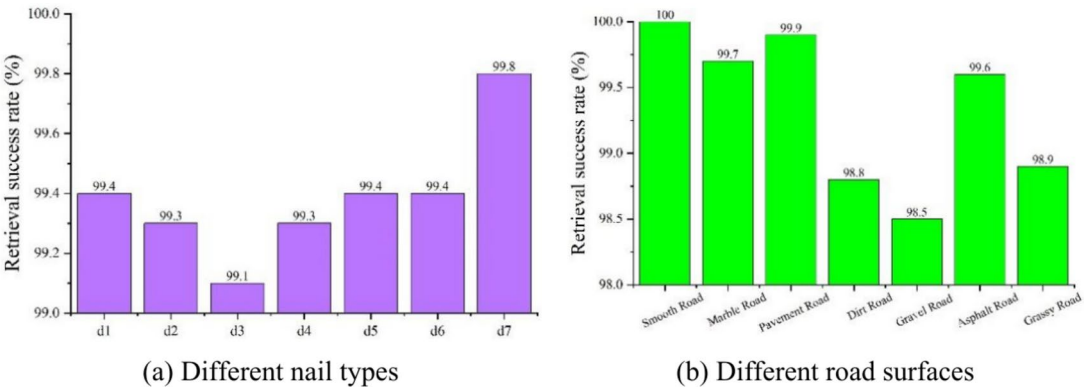 100.0
99.8
99.6
99.4
99.2
99.0
Retrieval success rate (%)
99.4
99.3
99.1
99.3
99.4
99.4
99.8
d1 d2 d3 d4 d5 d6 d7
(a) Different nail types
100.0
99.5
99.0
98.5
98.0
Retrieval success rate (%)
100
99.7
99.9
98.8
98.5
99.6
98.9
Smooth Road
Marble Road
Pavement Road
Dirt Road
Gravel Road
Asphalt Road
Grassy Road
(b) Different road surfaces